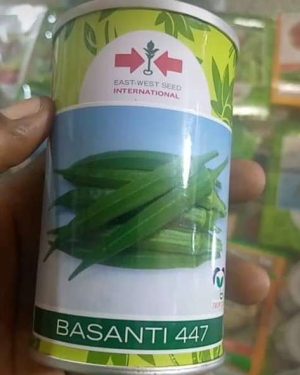 EAST-WEST SEED
INTERNATIONAL
BASANTI 447